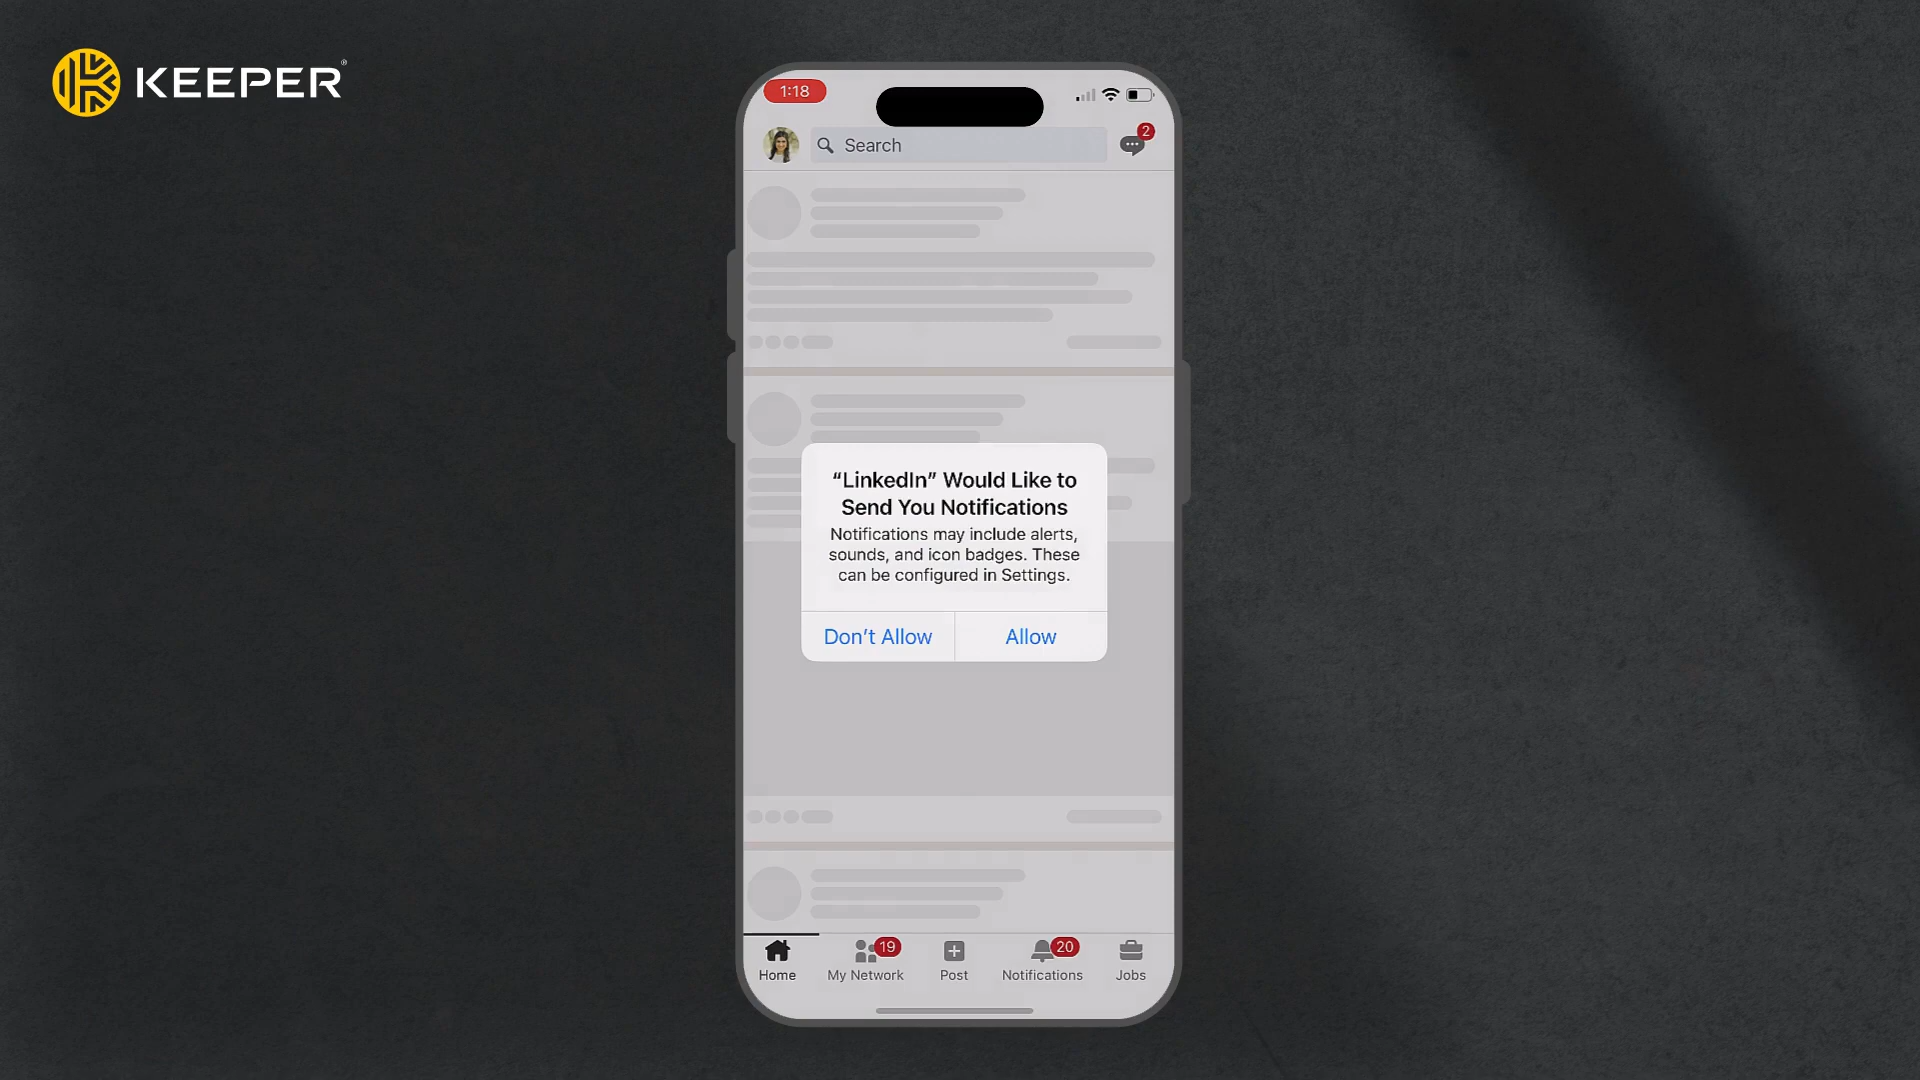 KEEPER®
1:18
Search
2
“LinkedIn” Would Like to
Send You Notifications
Notifications may include alerts,
sounds, and icon badges. These
can be configured in Settings.
Don’t Allow
Allow
19
20
Home
My Network
Post
Notifications
Jobs